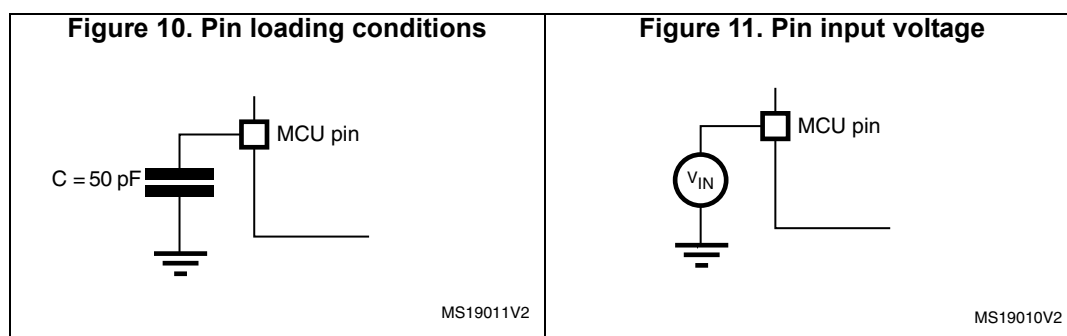 Figure 10. Pin loading conditions
MCU pin
C = 50 pF
MS19011V2
Figure 11. Pin input voltage
MCU pin
VIN
MS19010V2